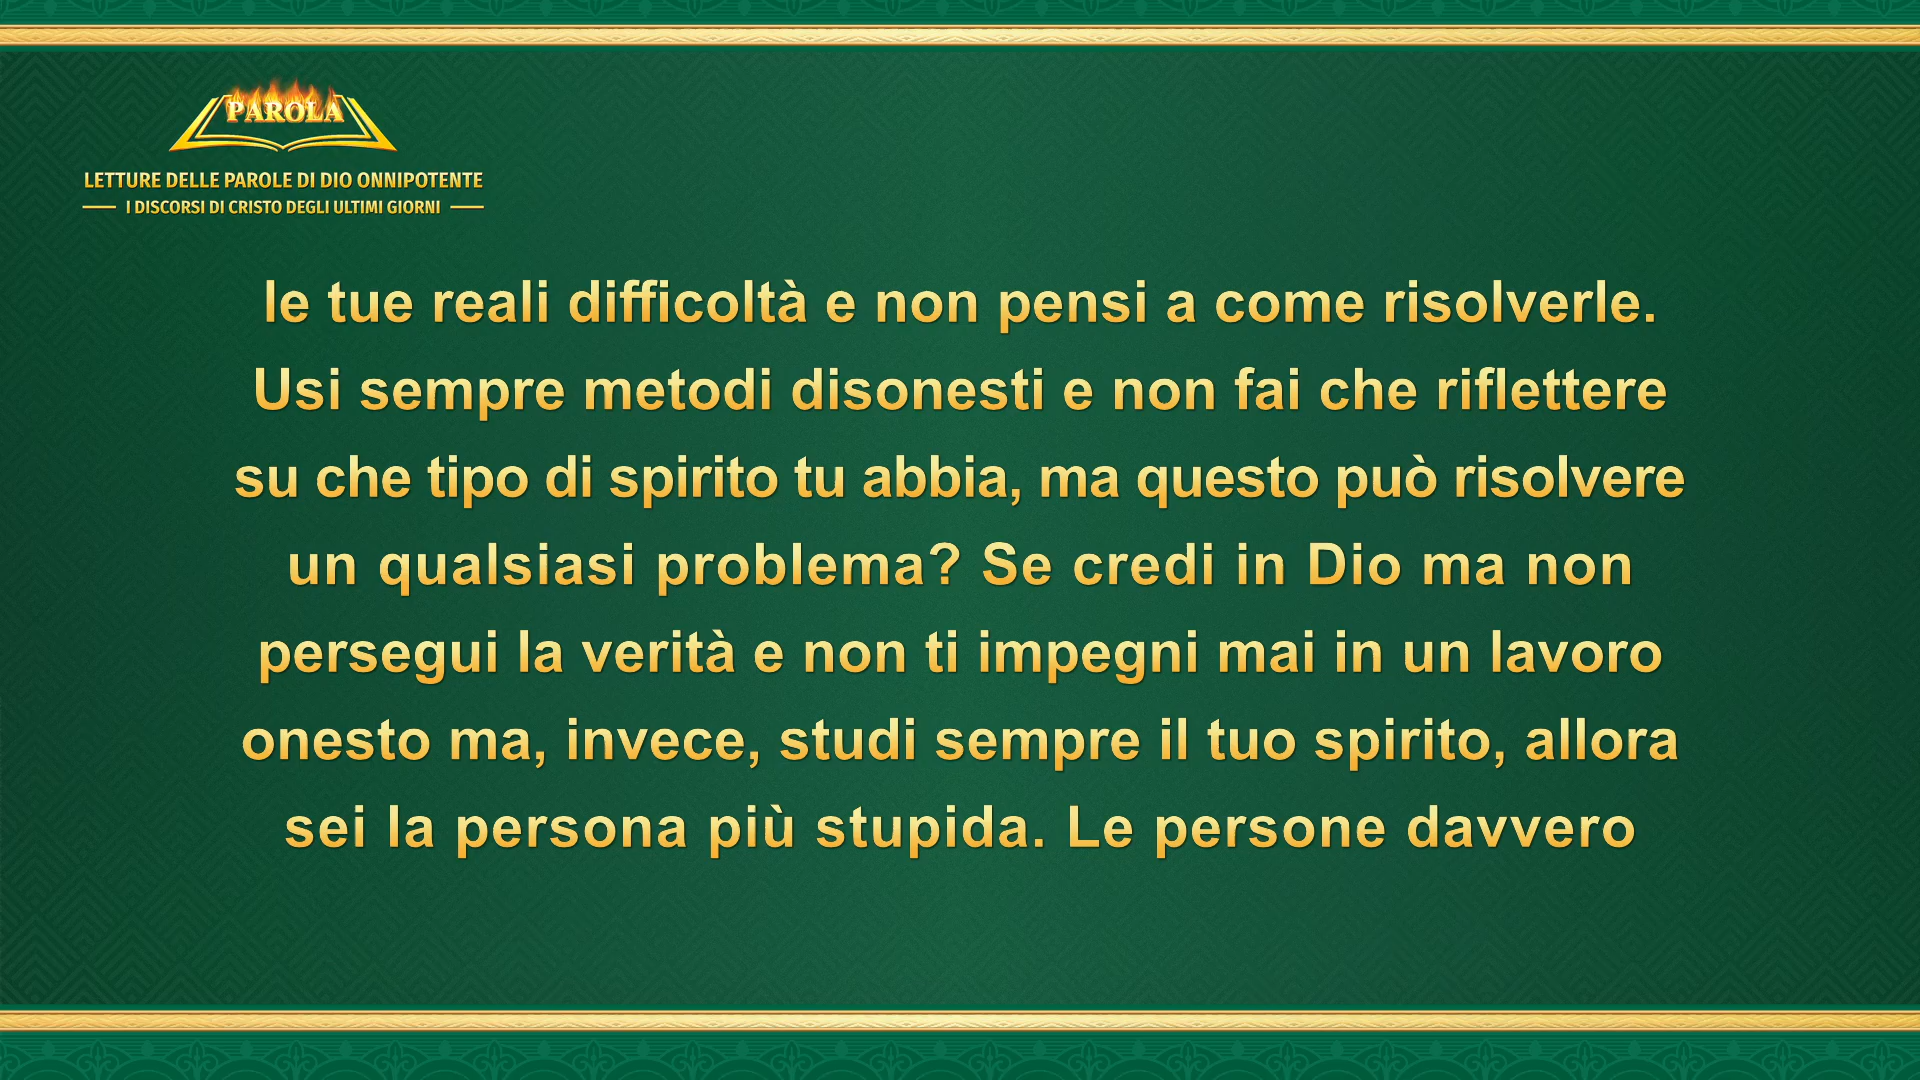 PAROLA
LETTURE DELLE PAROLE DI DIO ONNIPOTENTE
I DISCORSI DI CRISTO DEGLI ULTIMI GIORNI
le tue reali difficoltà e non pensi a come risolverle.
Usi sempre metodi disonesti e non fai che riflettere
su che tipo di spirito tu abbia, ma questo può risolvere
un qualsiasi problema? Se credi in Dio ma non
persegui la verità e non ti impegni mai in un lavoro
onesto ma, invece, studi sempre il tuo spirito, allora
sei la persona più stupida. Le persone davvero